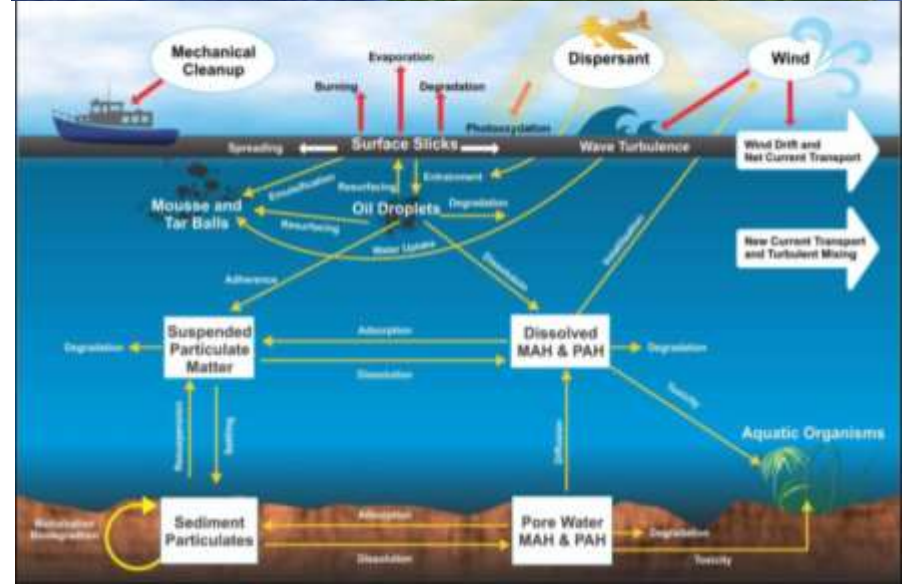 Mechanical
Cleanup
Evaporation
Dispersant
Wind
Burning
Degradation
Photooxydation
Spreading
Surface Slicks
Wave Turbulence
Wind Drift and
Net Current Transport
Emulsification
Resurfacing
Entrainment
Mousse and
Tar Balls
Oil Droplets
Degradation
Resurfacing
Water Uptake
New Current Transport
and Turbulent Mixing
Adherence
Dissolution
Volatilization
Suspended
Particulate
Matter
Adsorption
Dissolved
MAH & PAH
Degradation
Degradation
Dissolution
Toxicity
Resuspension
Settling
Diffusion
Aquatic Organisms
Sediment
Particulates
Adsorption
Pore Water
MAH & PAH
Degradation
Biodegradation
Dissolution
Toxicity